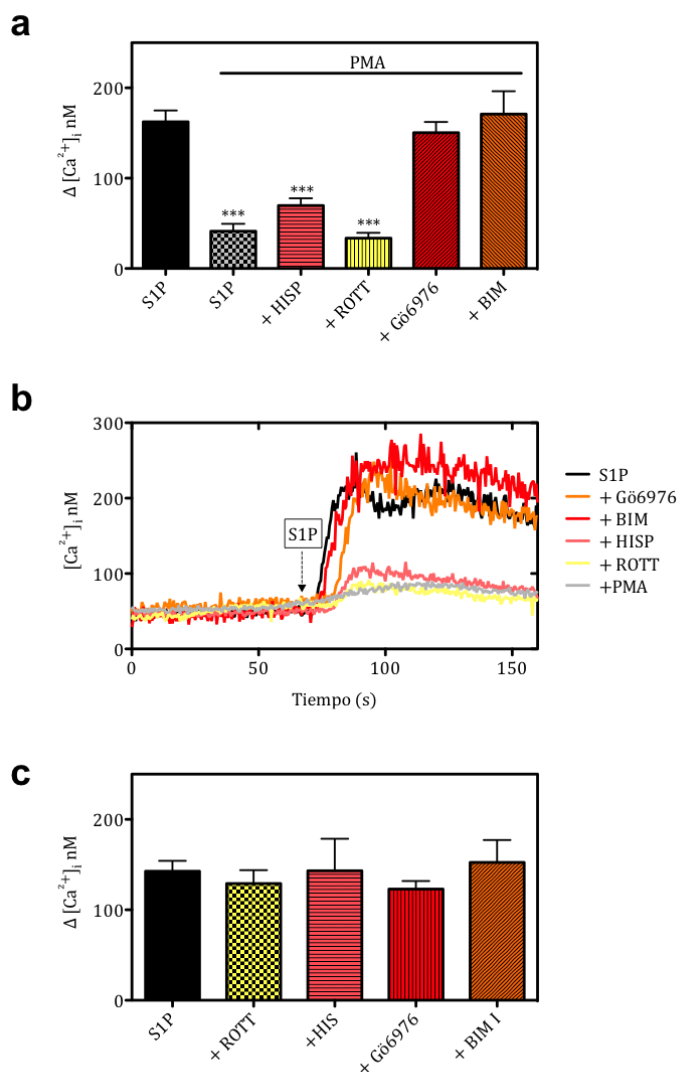 a
PMA
Δ [Ca²⁺]ᵢ nM
200
100
0
***
***
***
S1P
S1P
+ HISP
+ ROTT
+ Gö6976
+ BIM
b
[Ca²⁺]ᵢ nM
300
200
100
0
S1P
0
50
100
150
Tiempo (s)
S1P
+ Gö6976
+ BIM
+ HISP
+ ROTT
+PMA
c
Δ [Ca²⁺]ᵢ nM
200
100
0
S1P
+ ROTT
+HIS
+ Gö6976
+ BIM I